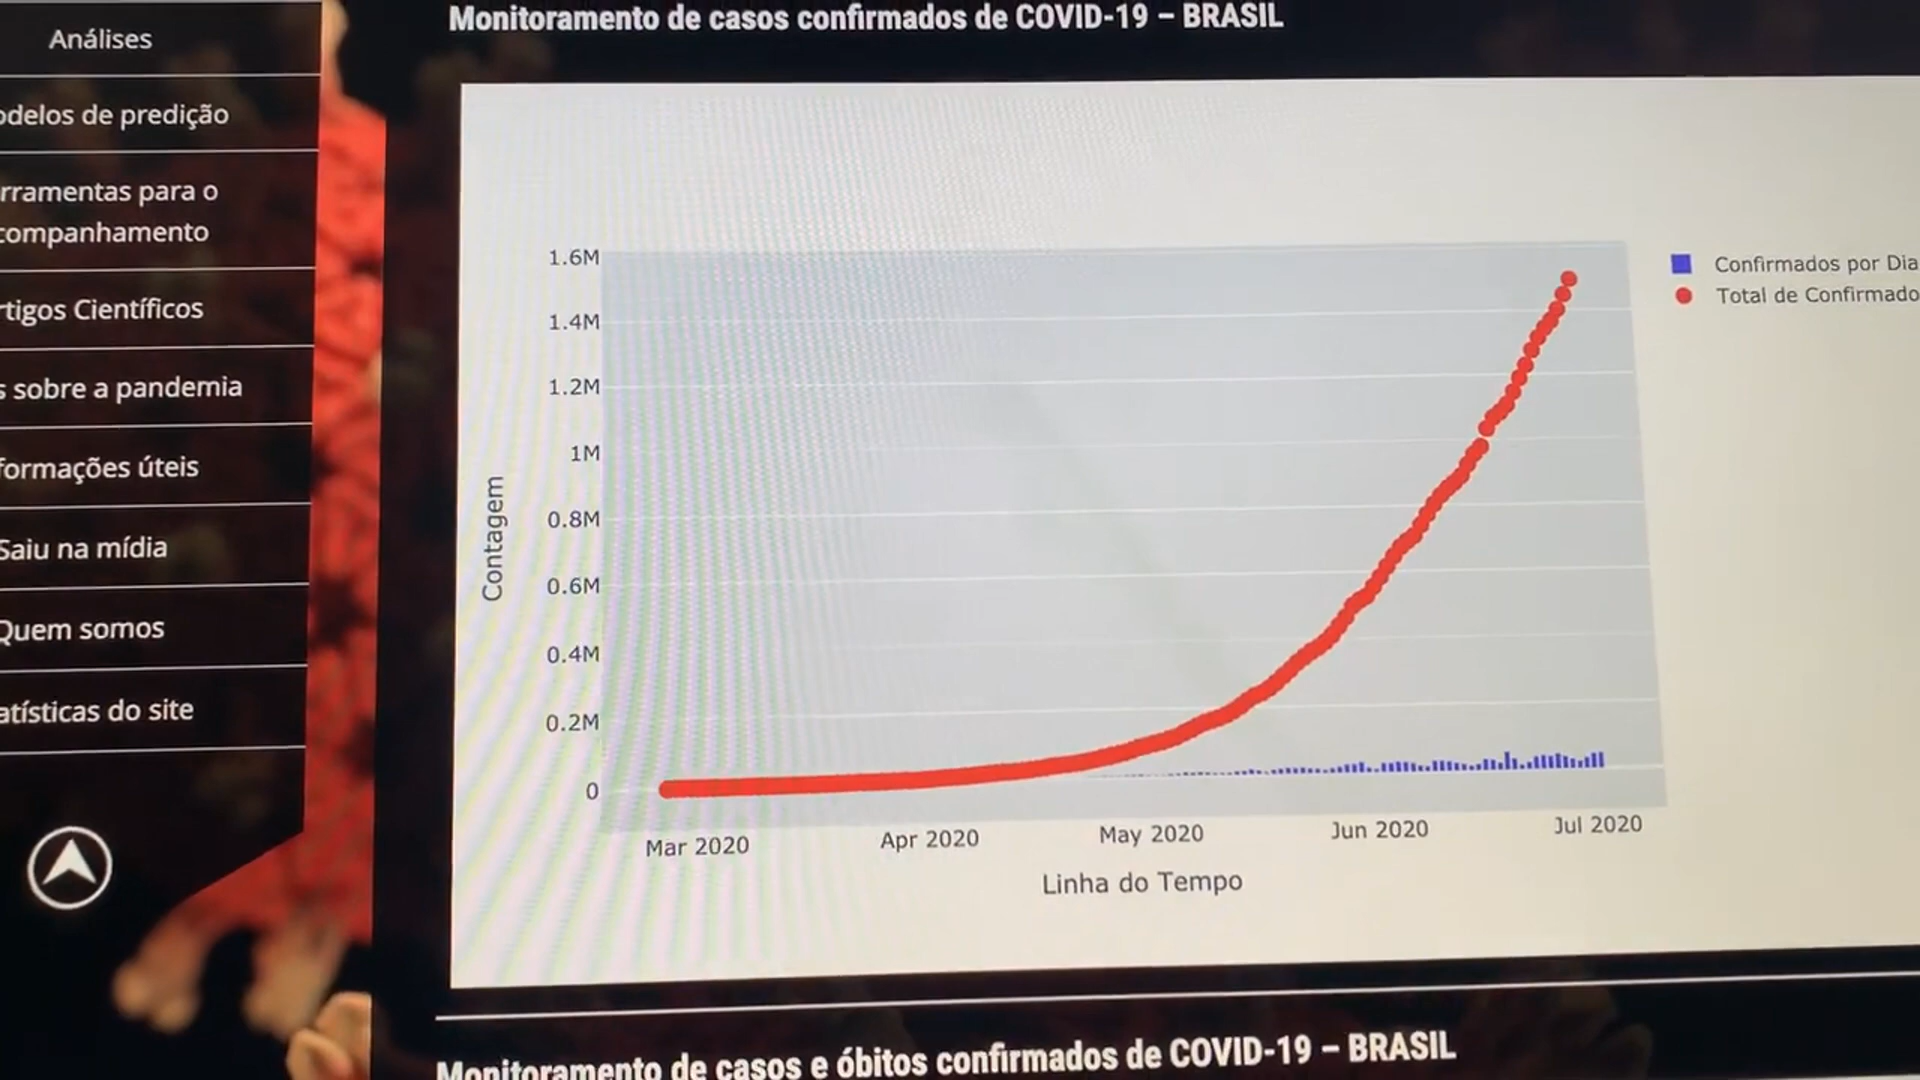 Monitoramento de casos confirmados de COVID-19 – BRASIL
Análises
odelos de predição
rramentas para o
companhamento
rtigos Científicos
s sobre a pandemia
formações úteis
Saiu na mídia
Quem somos
atísticas do site
1.6M
1.4M
1.2M
1M
0.8M
0.6M
0.4M
0.2M
0
Contagem
Mar 2020
Apr 2020
May 2020
Jun 2020
Jul 2020
Linha do Tempo
Confirmados por Dia
Total de Confirmado
Monitoramento de casos e óbitos confirmados de COVID-19 – BRASIL